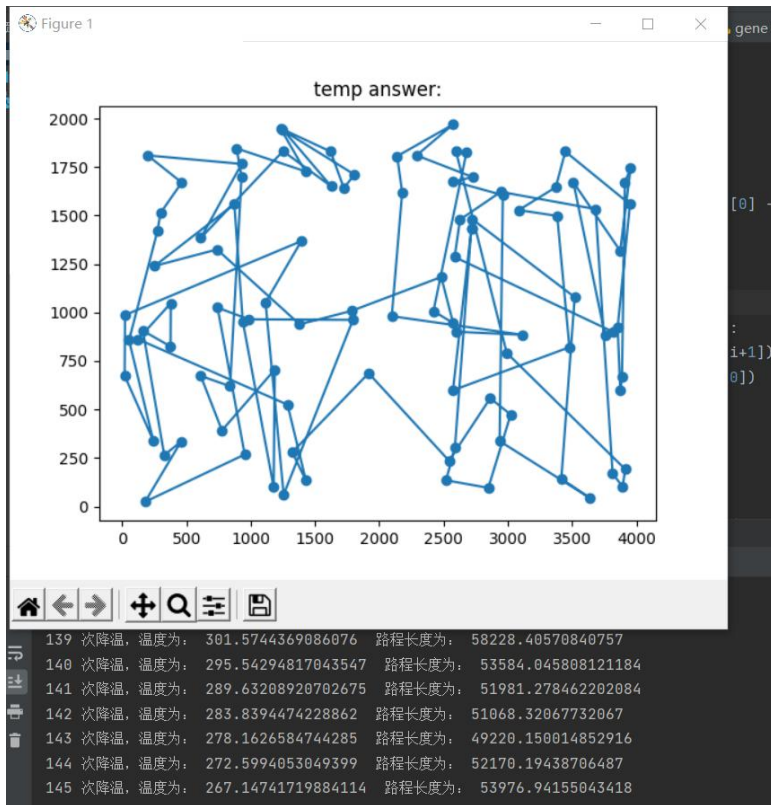 Figure 1
gene
temp answer:
2000
1750
1500
1250
1000
750
500
250
0
0 500 1000 1500 2000 2500 3000 3500 4000
[0] -
:
i+1])
0])
139 次降温，温度为： 301.5744369086076 路程长度为： 58228.40570840757
140 次降温，温度为： 295.54294817043547 路程长度为： 53584.045808121184
141 次降温，温度为： 289.63208920702675 路程长度为： 51981.278462202084
142 次降温，温度为： 283.8394474228862 路程长度为： 51068.32067732067
143 次降温，温度为： 278.1626584744285 路程长度为： 49220.150014852916
144 次降温，温度为： 272.5994053049399 路程长度为： 52170.19438706487
145 次降温，温度为： 267.14741719884114 路程长度为： 53976.94155043418